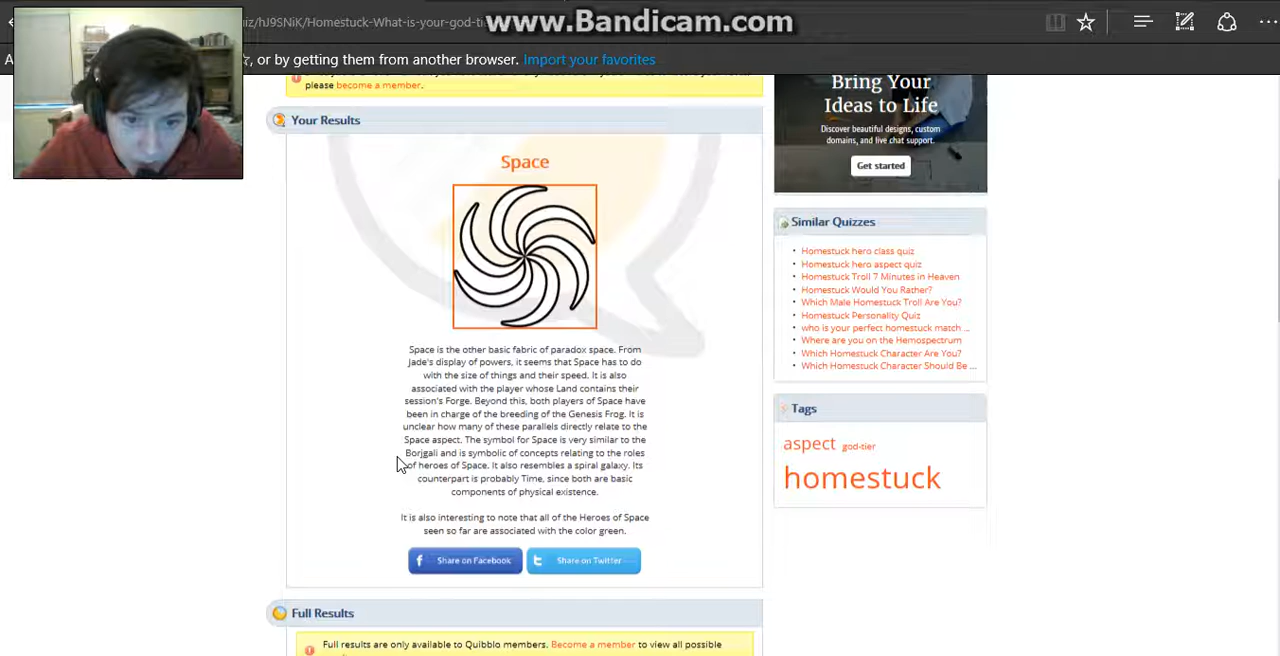 uiz/hJ9SNiK/Homestuck-What-is-your-god-ti
www.Bandicam.com
, or by getting them from another browser. Import your favorites
please become a member.
Your Results
Space
Space is the other basic fabric of paradox space. From
Jade's display of powers, it seems that Space has to do
with the size of things and their speed. It is also
associated with the player whose Land contains their
session's Forge. Beyond this, both players of Space have
been in charge of the breeding of the Genesis Frog. It is
unclear how many of these parallels directly relate to the
Space aspect. The symbol for Space is very similar to the
Borjgali and is symbolic of concepts relating to the roles
of heroes of Space. It also resembles a spiral galaxy. Its
counterpart is probably Time, since both are basic
components of physical existence.
It is also interesting to note that all of the Heroes of Space
seen so far are associated with the color green.
Share on Facebook
Share on Twitter
Full Results
Full results are only available to Quibblo members. Become a member to view all possible
Bring Your
Ideas to Life
Discover beautiful designs, custom
domains, and live chat support.
Get started
Similar Quizzes
Homestuck hero class quiz
Homestuck hero aspect quiz
Homestuck Troll 7 Minutes in Heaven
Homestuck Would You Rather?
Which Male Homestuck Troll Are You?
Homestuck Personality Quiz
who is your perfect homestuck match ...
Where are you on the Hemospectrum
Which Homestuck Character Are You?
Which Homestuck Character Should Be ...
Tags
aspect god-tier
homestuck